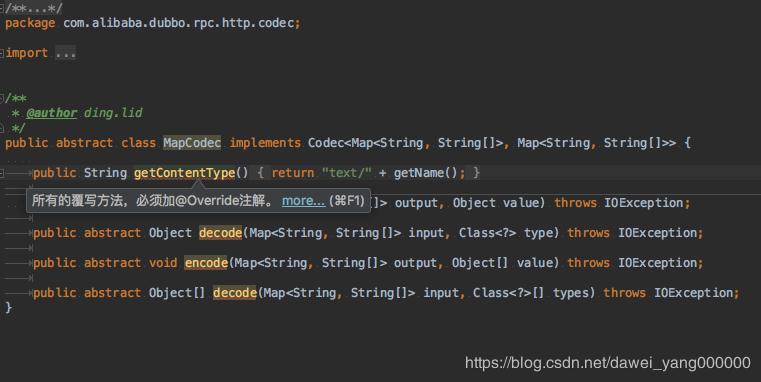 /**...*/
package com.alibaba.dubbo.rpc.http.codec;
import ...
/**
* @author ding.lid
*/
public abstract class MapCodec implements Codec<Map<String, String[]>, Map<String, String[]>> {
public String getContentType() { return "text/" + getName(); }
所有的覆写方法，必须加@Override注解。 more... (⌘F1)
]> output, Object value) throws IOException;
public abstract Object decode(Map<String, String[]> input, Class<?> type) throws IOException;
public abstract void encode(Map<String, String[]> output, Object[] value) throws IOException;
public abstract Object[] decode(Map<String, String[]> input, Class<?>[] types) throws IOException;
}
https://blog.csdn.net/dawei_yang000000